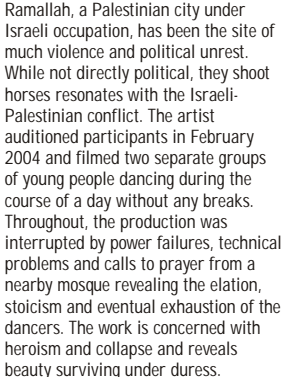 Ramallah, a Palestinian city under
Israeli occupation, has been the site of
much violence and political unrest.
While not directly political, they shoot
horses resonates with the Israeli-
Palestinian conflict. The artist
auditioned participants in February
2004 and filmed two separate groups
of young people dancing during the
course of a day without any breaks.
Throughout, the production was
interrupted by power failures, technical
problems and calls to prayer from a
nearby mosque revealing the elation,
stoicism and eventual exhaustion of the
dancers. The work is concerned with
heroism and collapse and reveals
beauty surviving under duress.